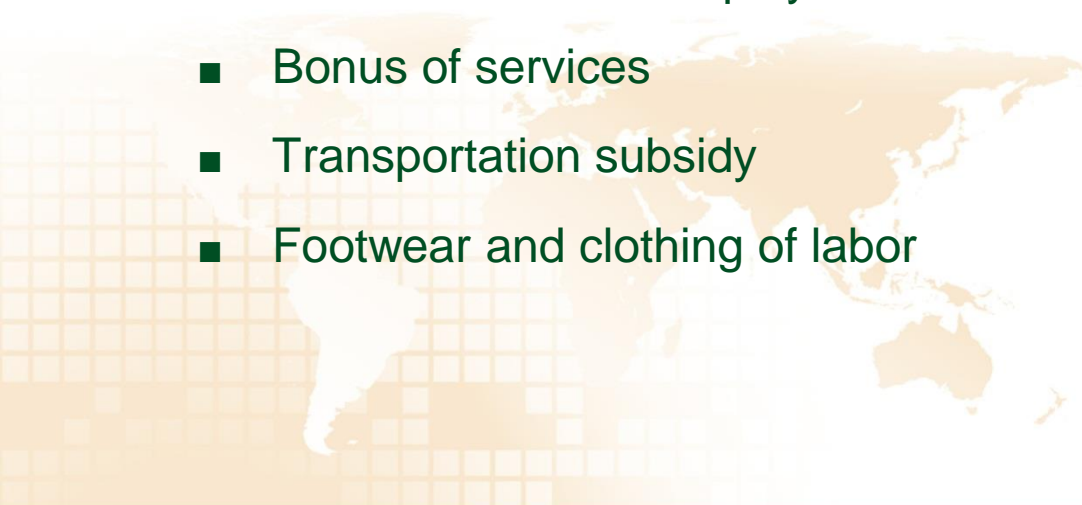 ■ Bonus of services
■ Transportation subsidy
■ Footwear and clothing of labor